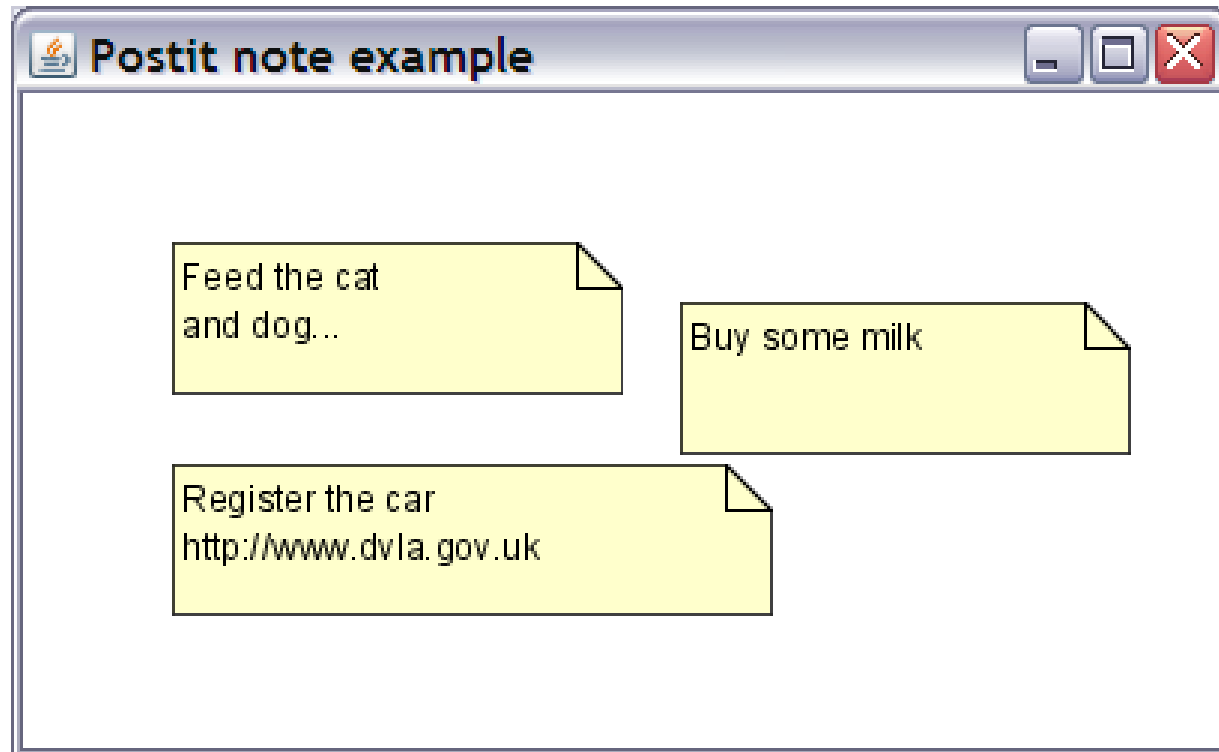 Postit note example
Feed the cat
and dog...
Buy some milk
Register the car
http://www.dvla.gov.uk